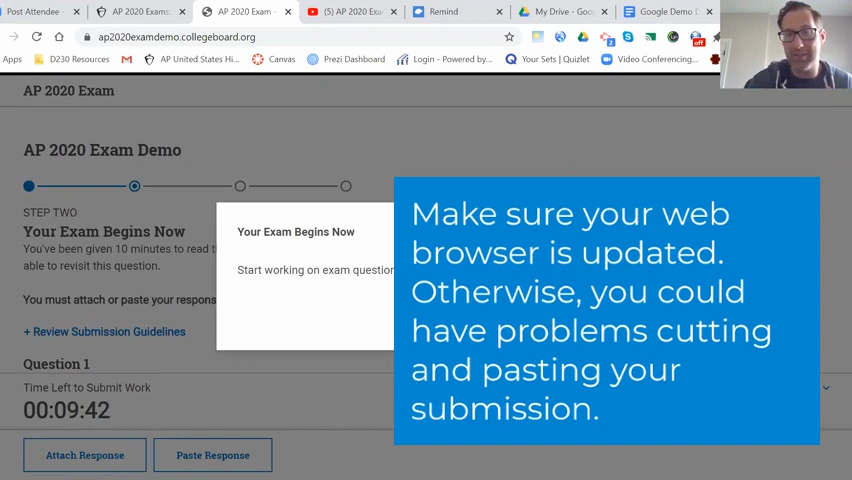 Post Attendee -
AP 2020 Exams
AP 2020 Exam -
(5) AP 2020 Exa
Remind
My Drive - Goo
Google Demo D
ap2020examdemo.collegeboard.org
D230 Resources
AP United States Hi...
Canvas
Prezi Dashboard
Login - Powered by...
Your Sets | Quizlet
Video Conferencing...
2
off
AP 2020 Exam
AP 2020 Exam Demo
STEP TWO
Your Exam Begins Now
You've been given 10 minutes to read t
able to revisit this question.
You must attach or paste your respons
+ Review Submission Guidelines
Question 1
Time Left to Submit Work
00:09:42
Attach Response
Paste Response
Your Exam Begins Now
Start working on exam question
Make sure your web
browser is updated.
Otherwise, you could
have problems cutting
and pasting your
submission.